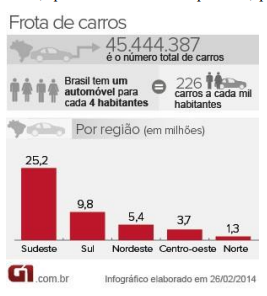 Frota de carros
45.444.387
é o número total de carros
Brasil tem um
automóvel para
cada 4 habitantes
=
226
carros a cada mil
habitantes
Por região (em milhões)
25,2
9,8
5,4
3,7
1,3
Sudeste Sul Nordeste Centro-oeste Norte
G1.com.br Infográfico elaborado em 26/02/2014